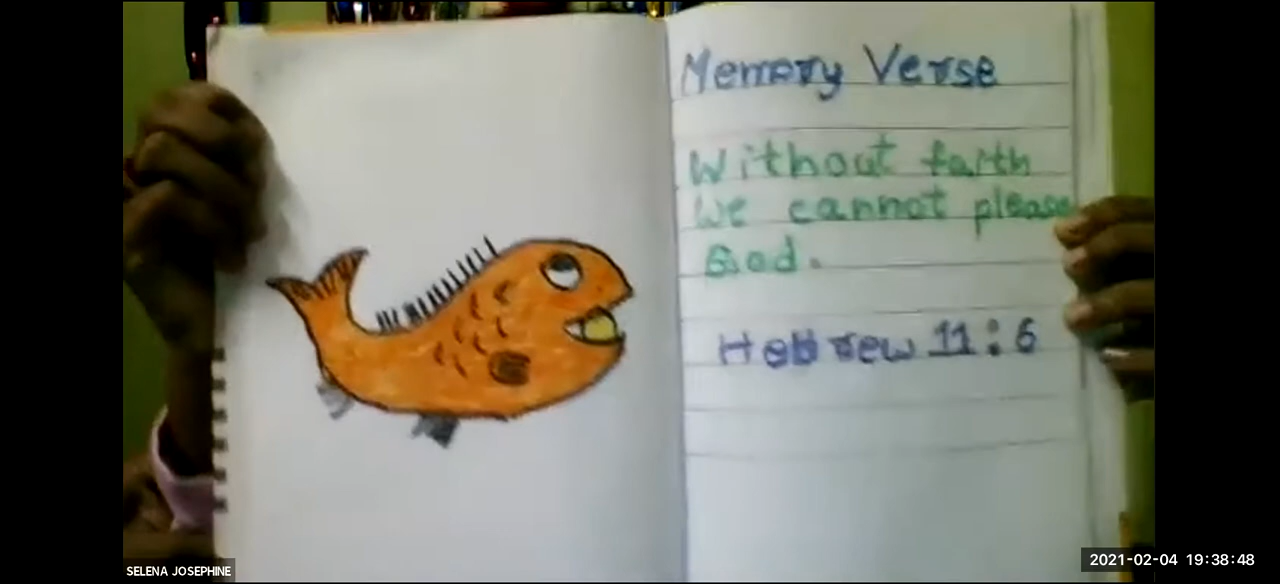 Memory Verse
Without faith
We cannot please
God.
Hebrew 11:6
SELENA JOSEPHINE
2021-02-04 19:38:48